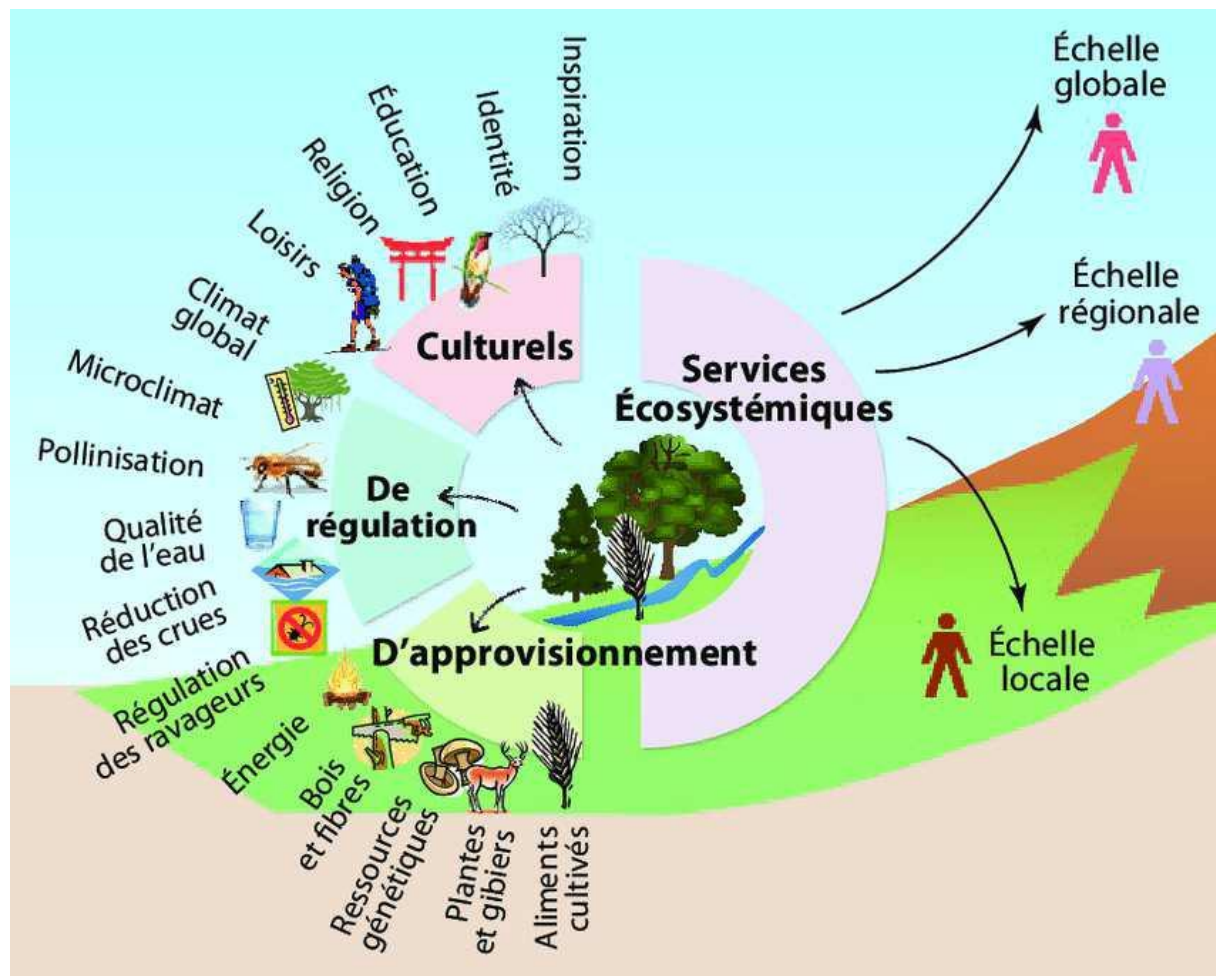 Inspiration
Identité
Éducation
Religion
Loisirs
Climat
global
Microclimat
Pollinisation
Qualité
de l'eau
Réduction
des crues
Régulation
des ravageurs
Énergie
Bois
et fibres
Ressources
génétiques
Plantes
et gibiers
Aliments
cultivés
Culturels
De
régulation
D'approvisionnement
Services
Écosystémiques
Échelle
globale
Échelle
régionale
Échelle
locale